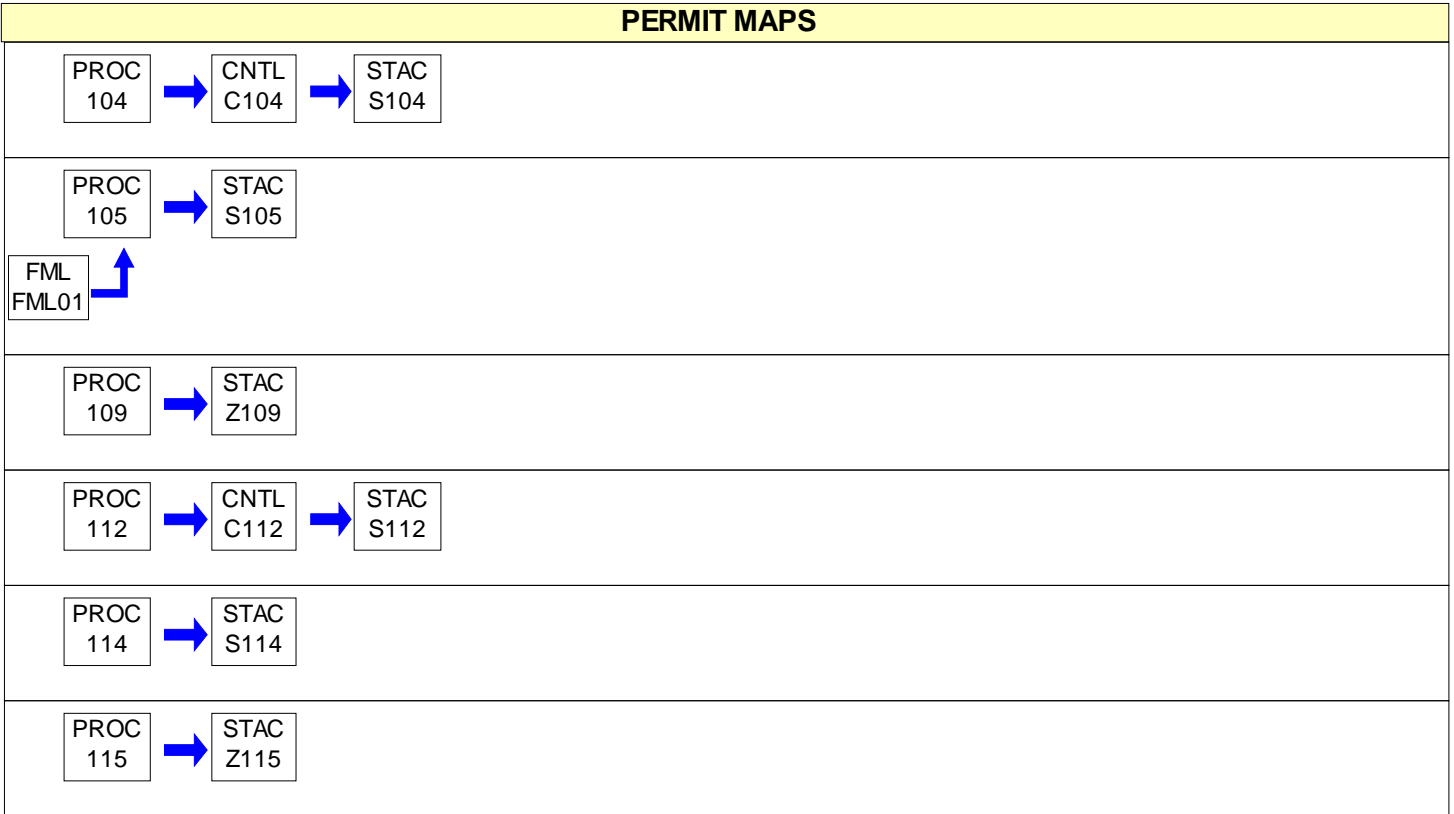 PERMIT MAPS
PROC
104
CNTL
C104
STAC
S104
PROC
105
STAC
S105
FML
FML01
PROC
109
STAC
Z109
PROC
112
CNTL
C112
STAC
S112
PROC
114
STAC
S114
PROC
115
STAC
Z115